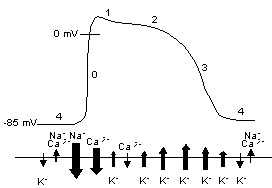 1
0 mV
2
3
0
-85 mV
4
4
Na⁺ Na⁺ Na⁺
Ca²⁺ Ca²⁺ Ca²⁺ Ca²⁺
K⁺ K⁺ K⁺ K⁺ K⁺ K⁺ K⁺ K⁺